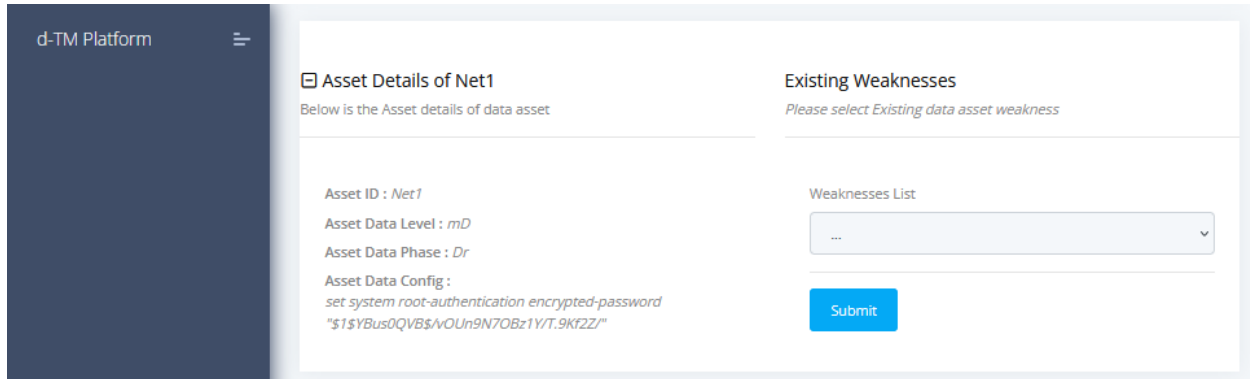 d-TM Platform
Asset Details of Net1
Below is the Asset details of data asset
Asset ID : Net1
Asset Data Level : mD
Asset Data Phase : Dr
Asset Data Config :
set system root-authentication encrypted-password
"$1$YBus0QVB$/vOUn9N7OBz1Y/T.9Kf2Z/"
Existing Weaknesses
Please select Existing data asset weakness
Weaknesses List
...
Submit